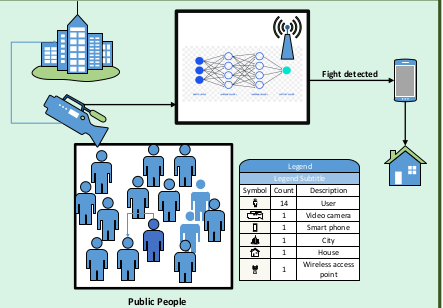 Fight detected
Legend
Legend Subtitle
Symbol Count Description
14 User
1 Video camera
1 Smart phone
1 City
1 House
1 Wireless access
point
Public People